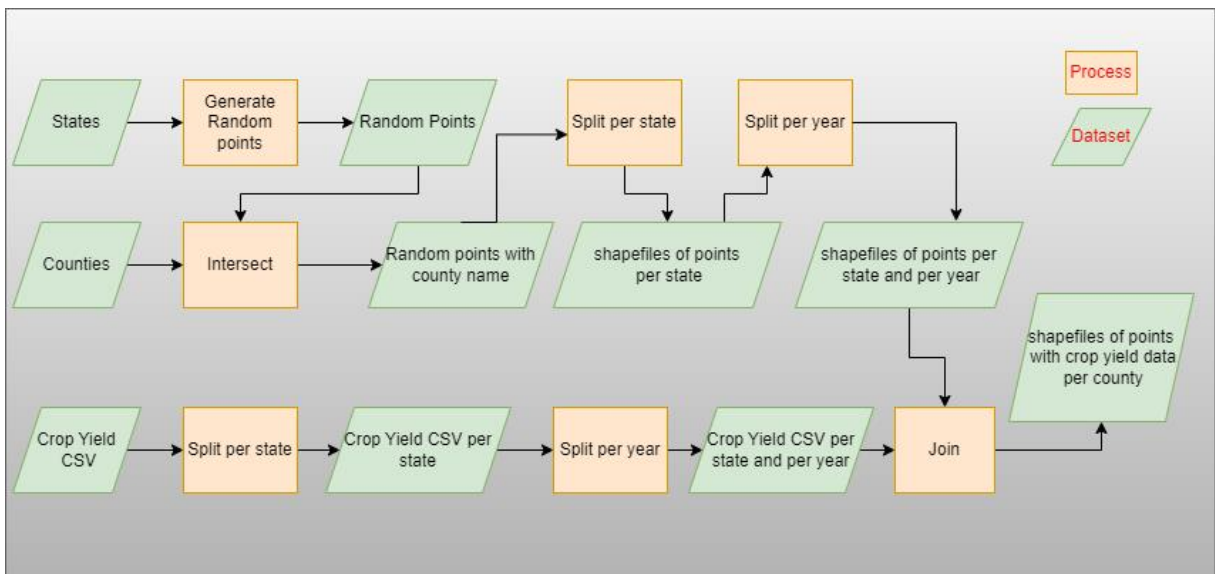 Process
States
Generate
Random
points
Random Points
Split per state
Split per year
Dataset
Counties
Intersect
Random points with
county name
shapefiles of points
per state
shapefiles of points per
state and per year
shapefiles of points
with crop yield data
per county
Crop Yield
CSV
Split per state
Crop Yield CSV per
state
Split per year
Crop Yield CSV per
state and per year
Join